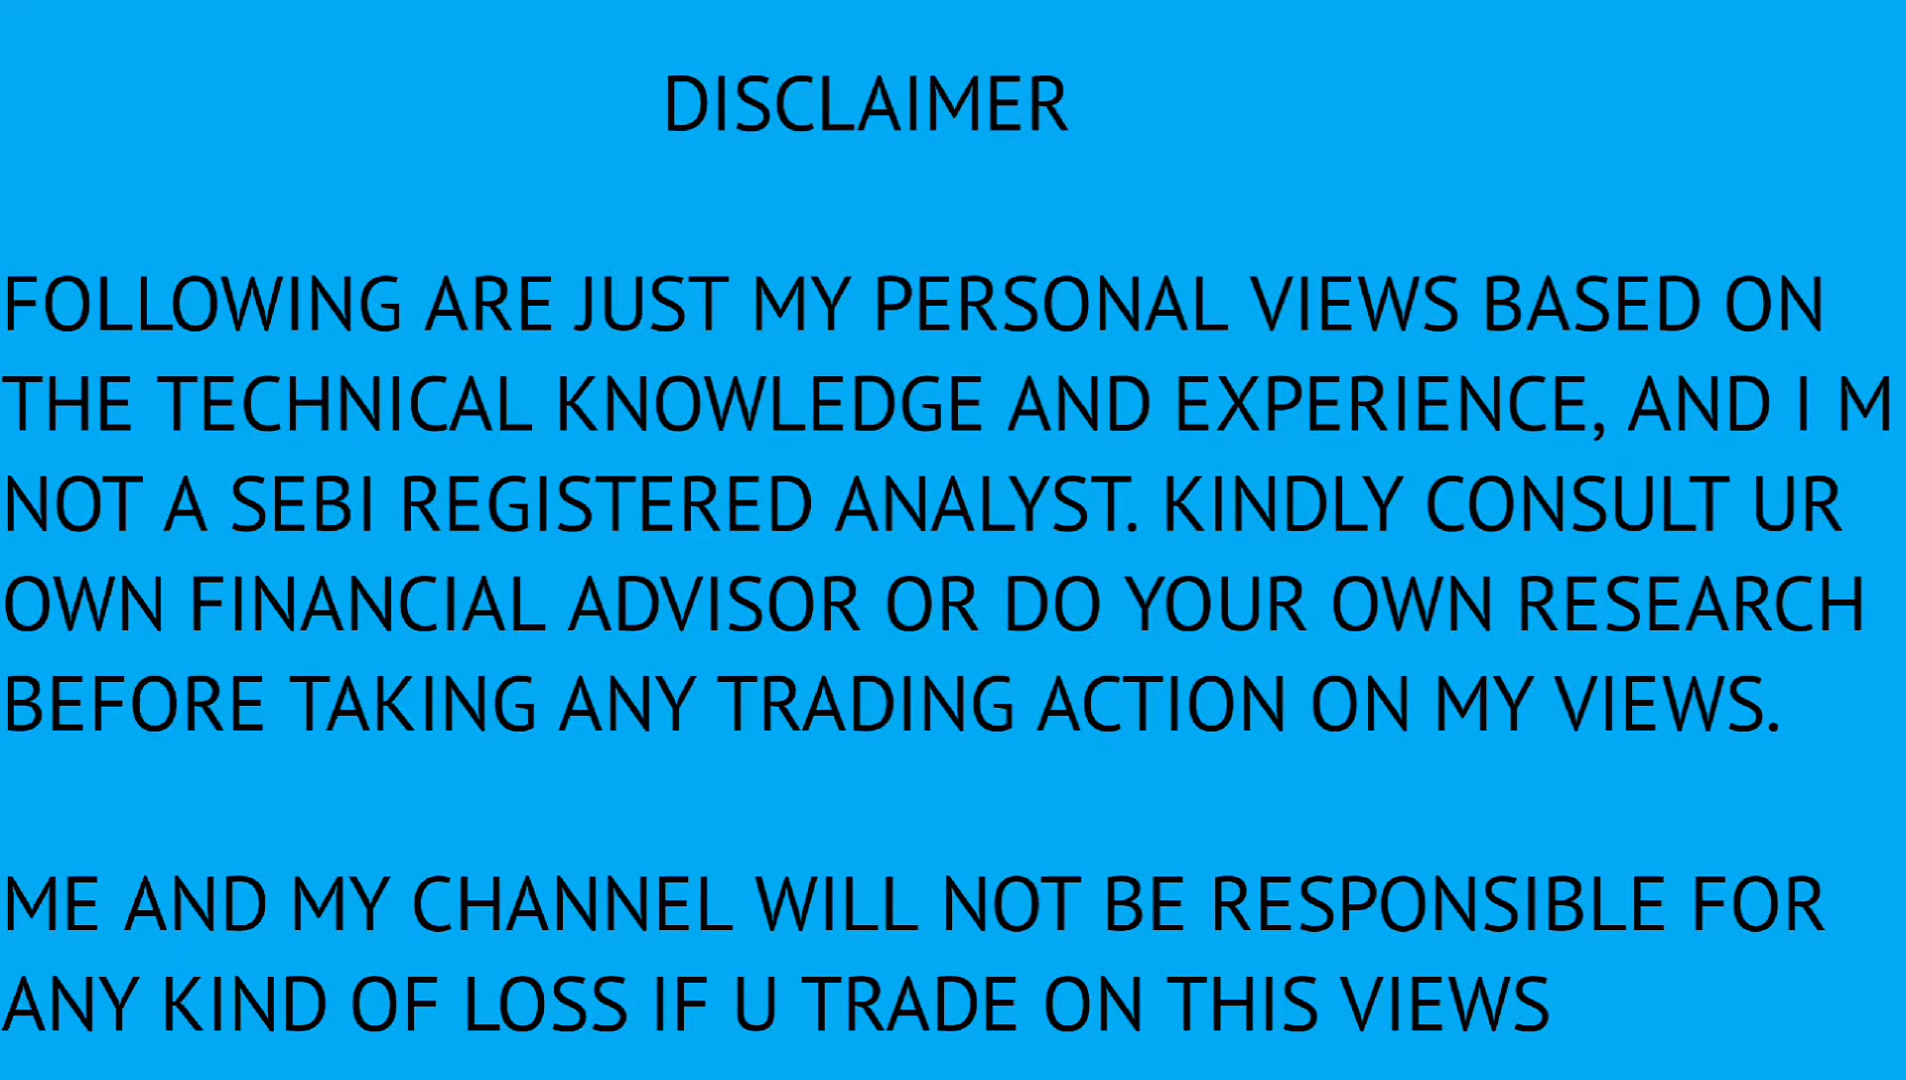 DISCLAIMER
FOLLOWING ARE JUST MY PERSONAL VIEWS BASED ON
THE TECHNICAL KNOWLEDGE AND EXPERIENCE, AND I M
NOT A SEBI REGISTERED ANALYST. KINDLY CONSULT UR
OWN FINANCIAL ADVISOR OR DO YOUR OWN RESEARCH
BEFORE TAKING ANY TRADING ACTION ON MY VIEWS.
ME AND MY CHANNEL WILL NOT BE RESPONSIBLE FOR
ANY KIND OF LOSS IF U TRADE ON THIS VIEWS